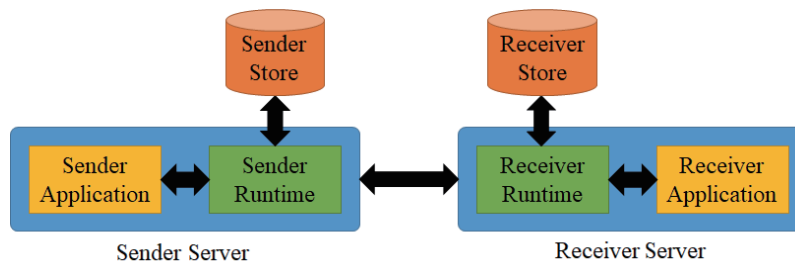 Sender
Store
Receiver
Store
Sender
Application
Sender
Runtime
Receiver
Runtime
Receiver
Application
Sender Server
Receiver Server